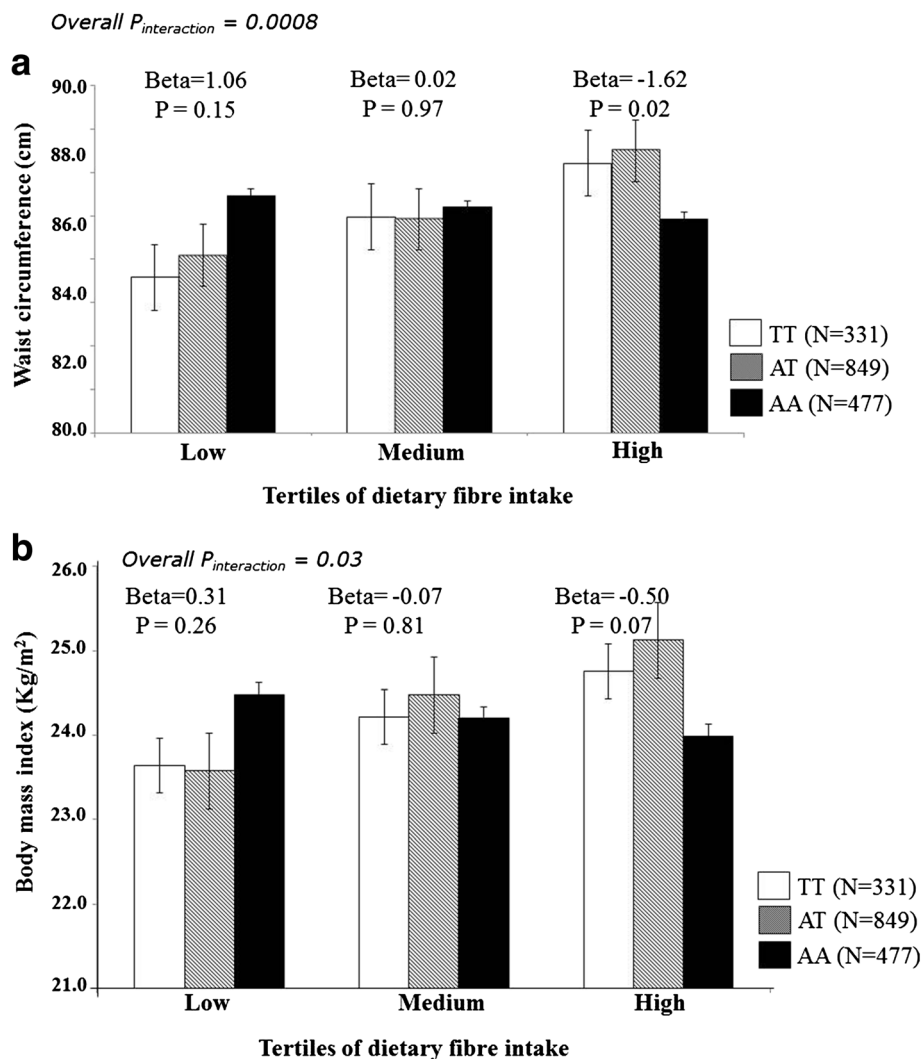 Overall P interaction = 0.0008
a
Beta=1.06
P = 0.15
Beta= 0.02
P = 0.97
Beta= -1.62
P = 0.02
Waist circumference (cm)
90.0
88.0
86.0
84.0
82.0
80.0
Low
Medium
High
TT (N=331)
AT (N=849)
AA (N=477)
Tertiles of dietary fibre intake
b
Overall P interaction = 0.03
Beta=0.31
P = 0.26
Beta= -0.07
P = 0.81
Beta= -0.50
P = 0.07
Body mass index (Kg/m²)
26.0
25.0
24.0
23.0
22.0
21.0
Low
Medium
High
TT (N=331)
AT (N=849)
AA (N=477)
Tertiles of dietary fibre intake